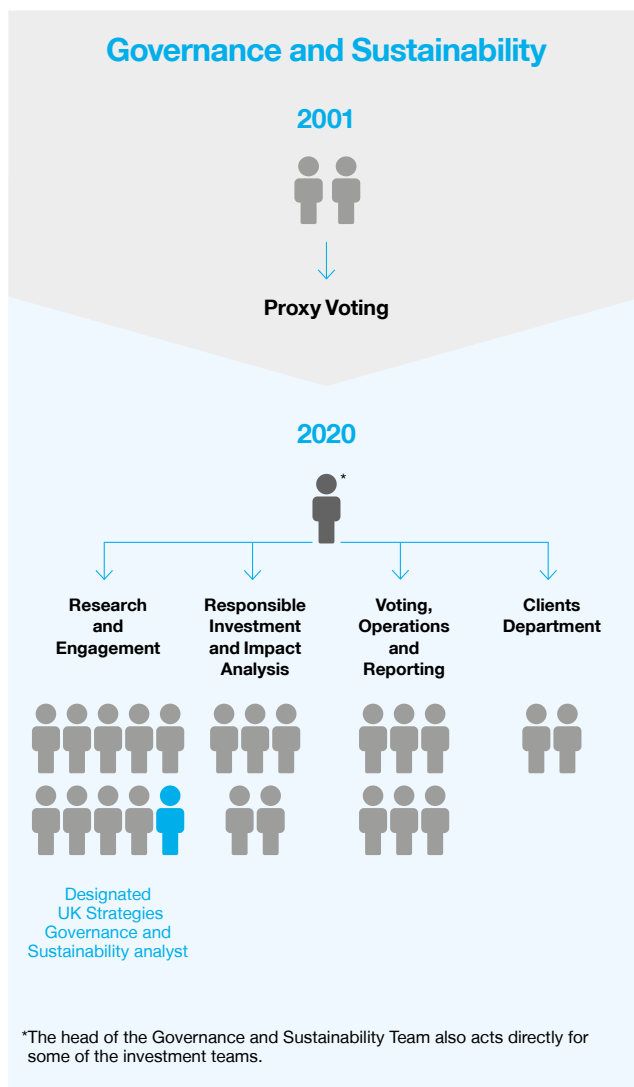 Governance and Sustainability
2001
Proxy Voting
2020
*
Research
and
Engagement
Responsible
Investment
and Impact
Analysis
Voting,
Operations
and
Reporting
Clients
Department
Designated
UK Strategies
Governance and
Sustainability analyst
*The head of the Governance and Sustainability Team also acts directly for
some of the investment teams.